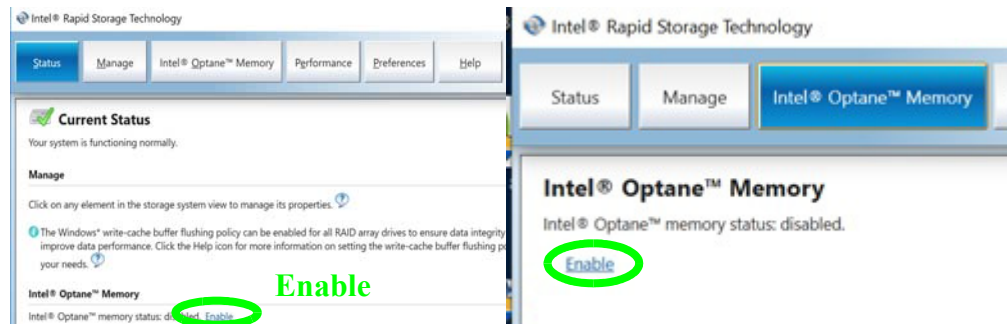 Intel® Rapid Storage Technology
Status Manage Intel® Optane™ Memory Performance Preferences Help
Current Status
Your system is functioning normally.
Manage
Click on any element in the storage system view to manage its properties.
The Windows* write-cache buffer flushing policy can be enabled for all RAID array drives to ensure data integrity
improve data performance. Click the Help icon for more information on setting the write-cache buffer flushing
your needs.
Enable
Intel® Optane™ Memory
Intel® Optane™ memory status: disabled. Enable
Intel® Rapid Storage Technology
Status Manage Intel® Optane™ Memory
Intel® Optane™ Memory
Intel® Optane™ memory status: disabled.
Enable